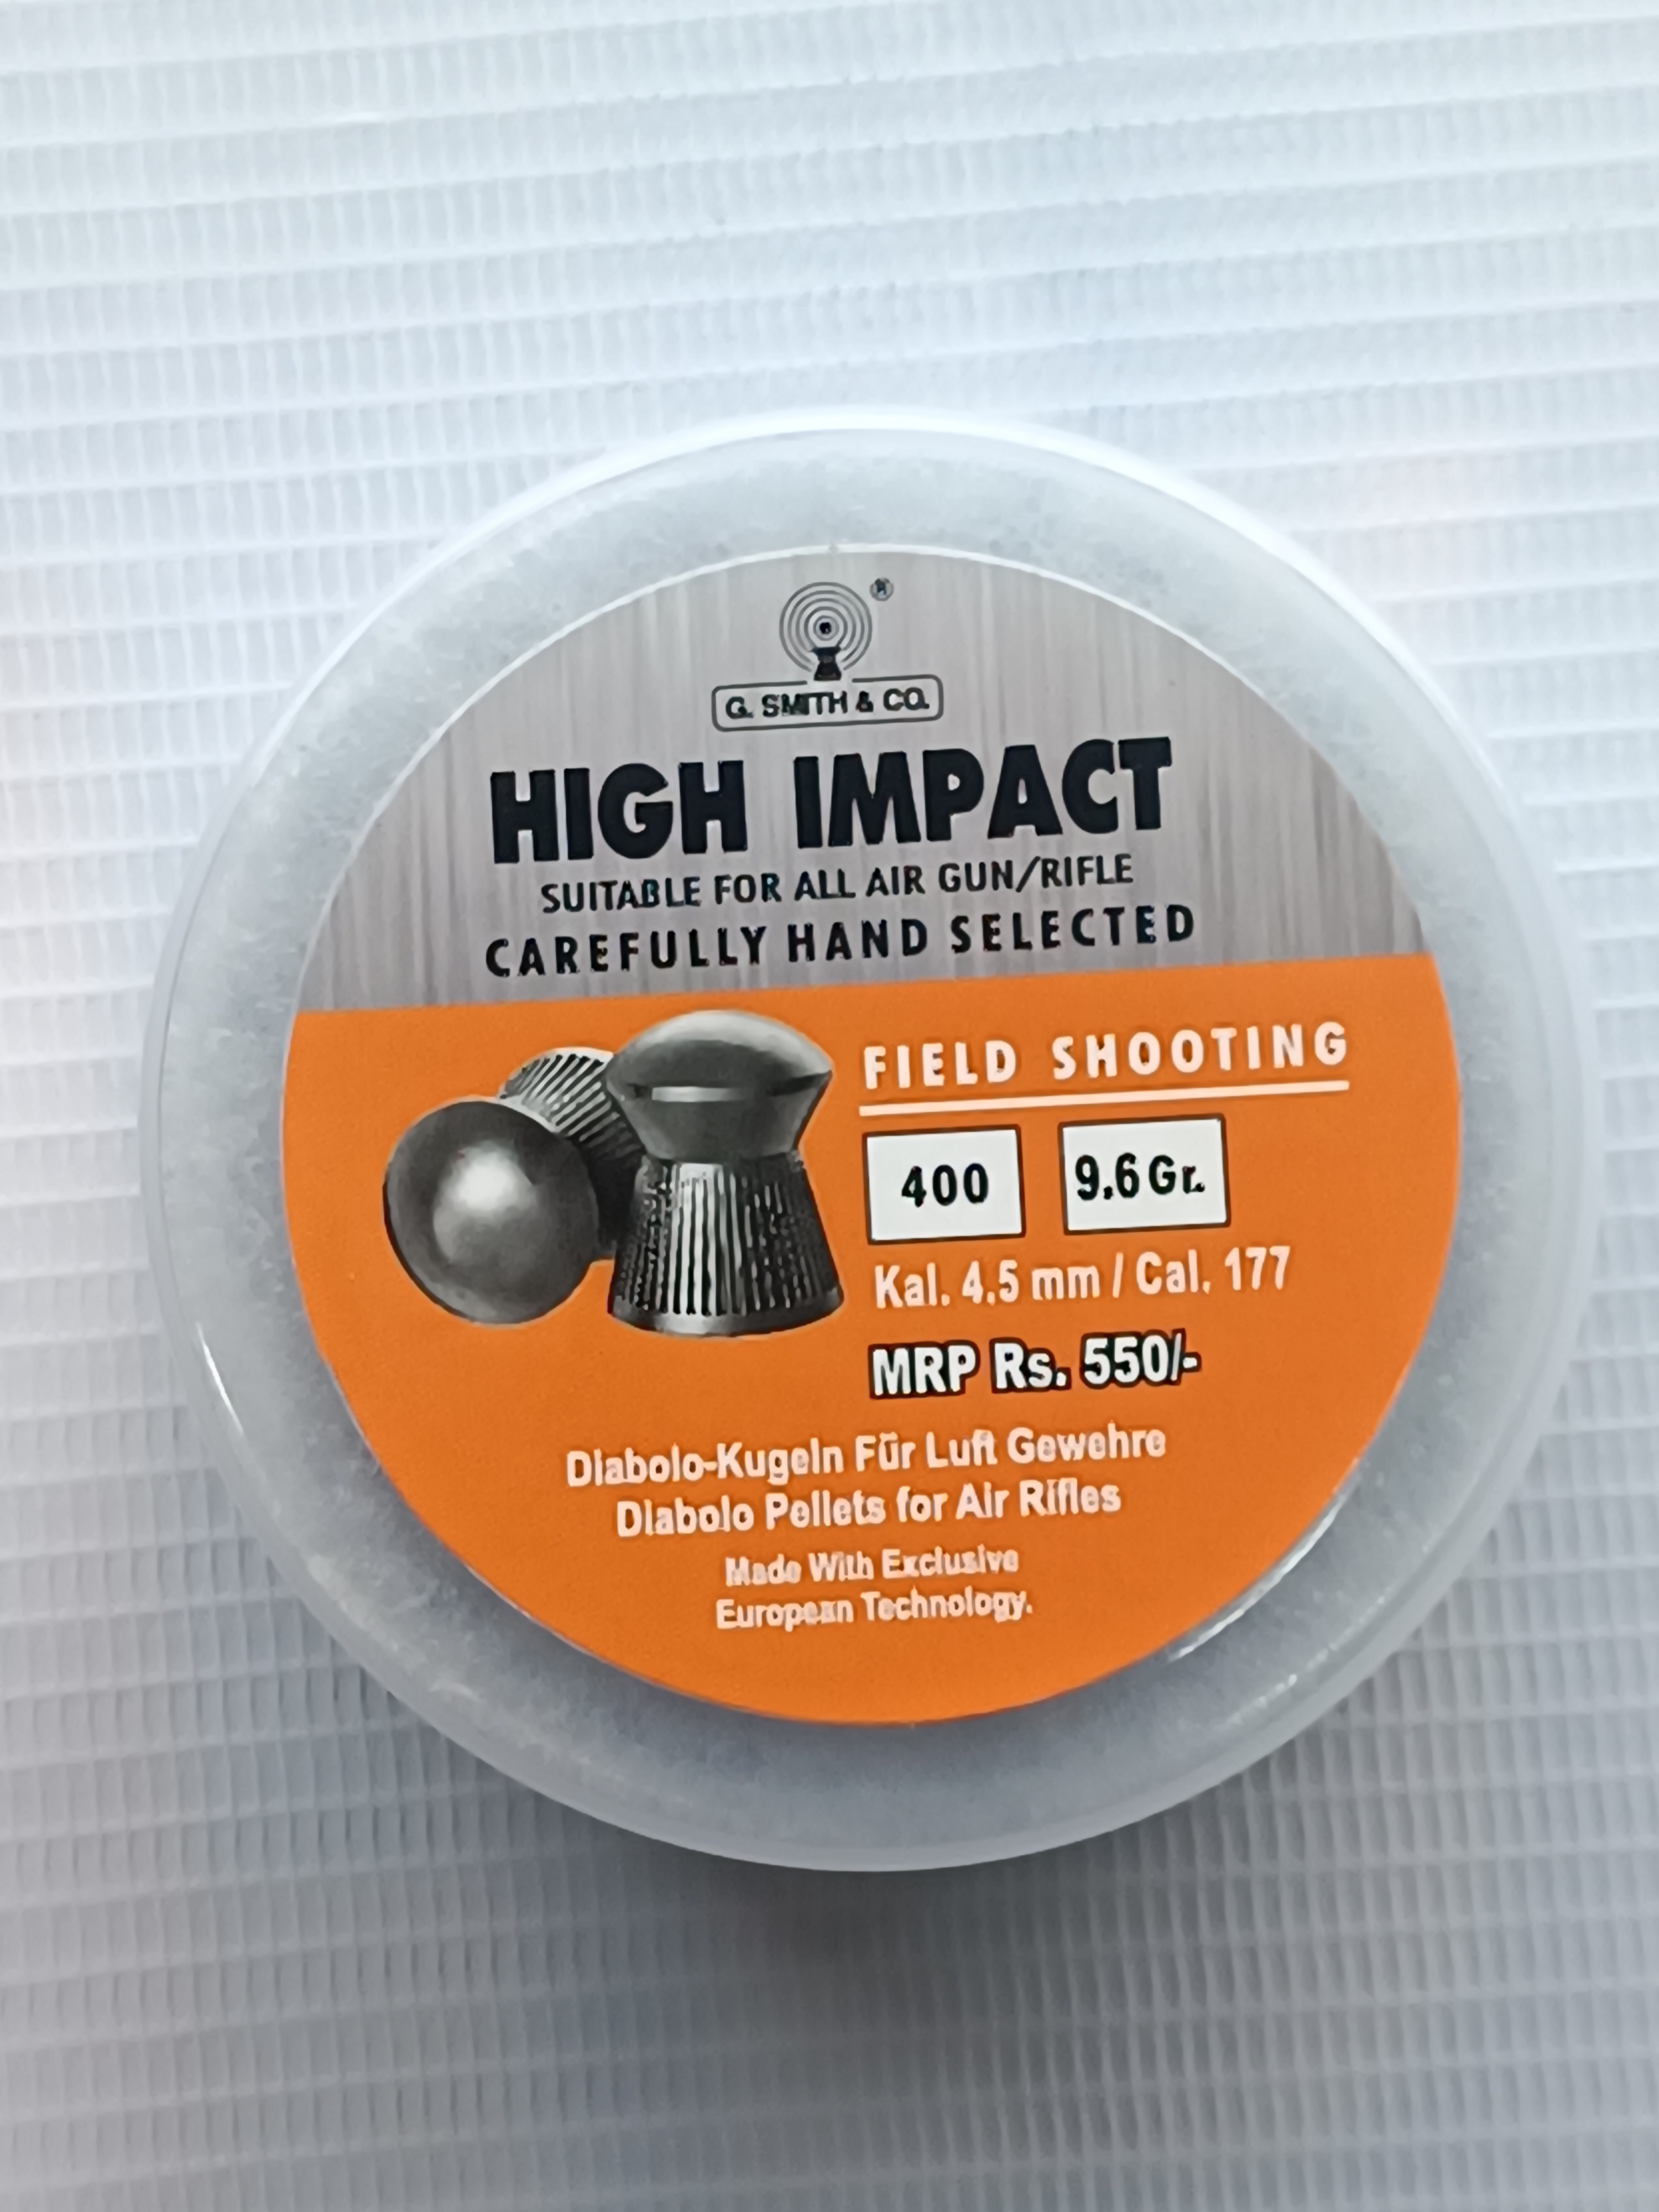 ®
G. SMITH & CO.
HIGH IMPACT
SUITABLE FOR ALL AIR GUN/RIFLE
CAREFULLY HAND SELECTED
FIELD SHOOTING
400 9.6 Gr.
Kal. 4.5 mm / Cal. 177
MRP Rs. 550/-
Diabolo-Kugeln Für Luft Gewehre
Diabolo Pellets for Air Rifles
Made With Exclusive
European Technology.